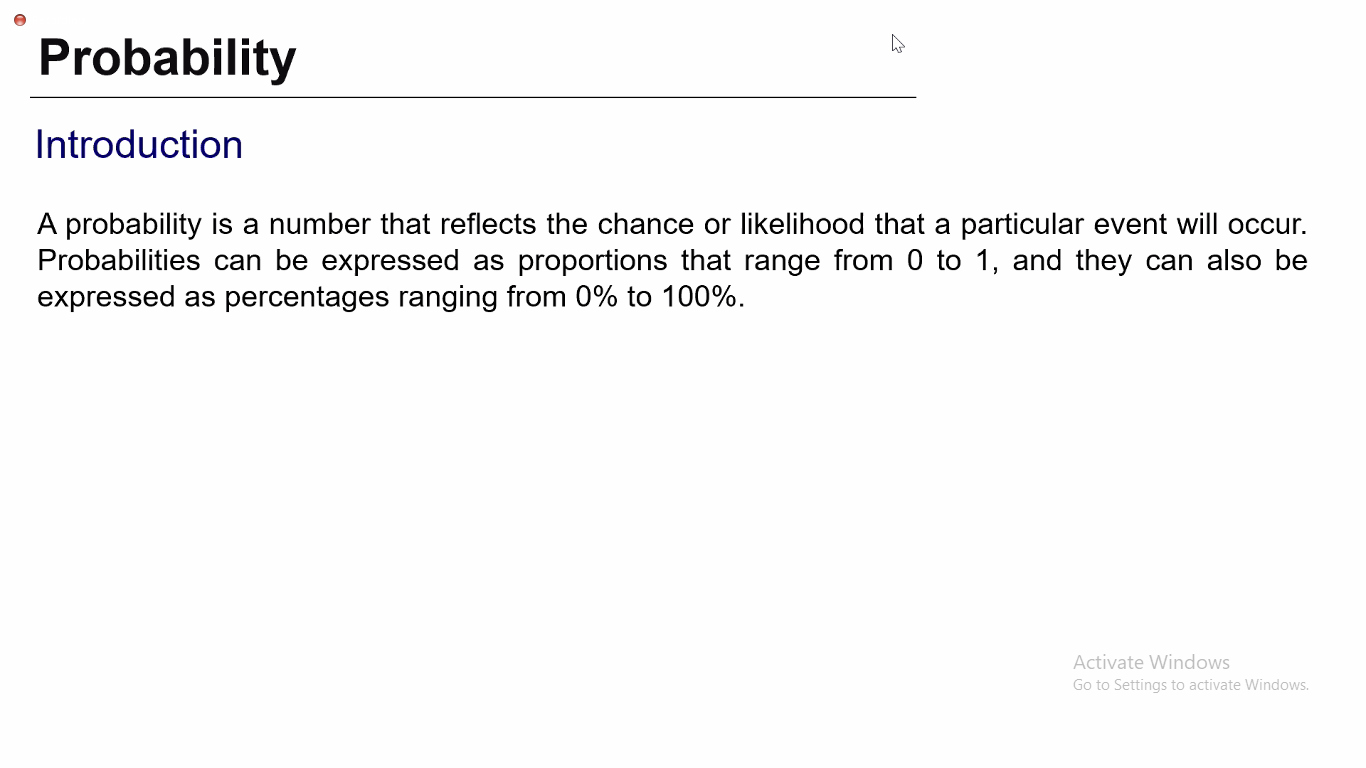 Probability
Introduction
A probability is a number that reflects the chance or likelihood that a particular event will occur.
Probabilities can be expressed as proportions that range from 0 to 1, and they can also be
expressed as percentages ranging from 0% to 100%.
Activate Windows
Go to Settings to activate Windows.